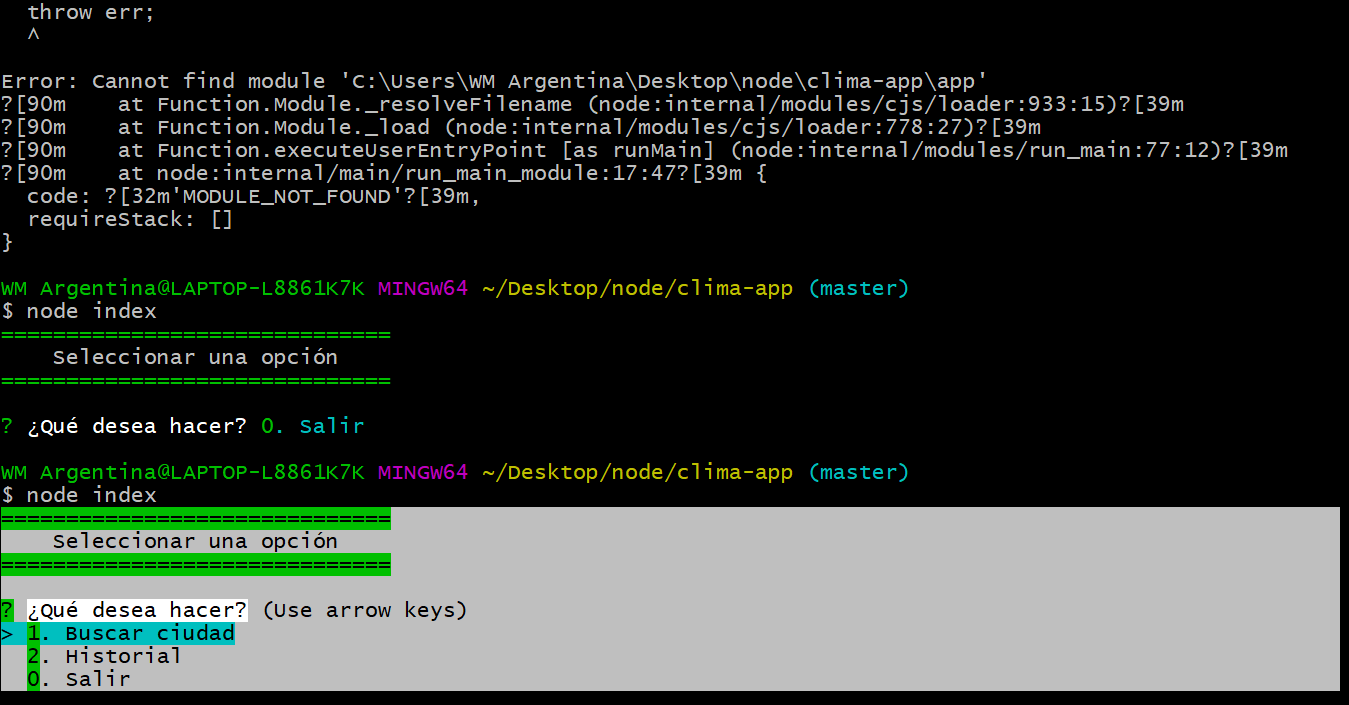 throw err;
^
Error: Cannot find module 'C:\Users\WM Argentina\Desktop\node\clima-app\app'
?[90m    at Function.Module._resolveFilename (node:internal/modules/cjs/loader:933:15)?[39m
?[90m    at Function.Module._load (node:internal/modules/cjs/loader:778:27)?[39m
?[90m    at Function.executeUserEntryPoint [as runMain] (node:internal/modules/run_main:77:12)?[39m
?[90m    at node:internal/main/run_main_module:17:47?[39m {
code: ?[32m'MODULE_NOT_FOUND'?[39m,
requireStack: []
}
WM Argentina@LAPTOP-L8861K7K MINGW64 ~/Desktop/node/clima-app (master)
$ node index
==============================
Seleccionar una opción
==============================
? ¿Qué desea hacer? 0. Salir
WM Argentina@LAPTOP-L8861K7K MINGW64 ~/Desktop/node/clima-app (master)
$ node index
==============================
Seleccionar una opción
==============================
? ¿Qué desea hacer? (Use arrow keys)
> 1. Buscar ciudad
2. Historial
0. Salir